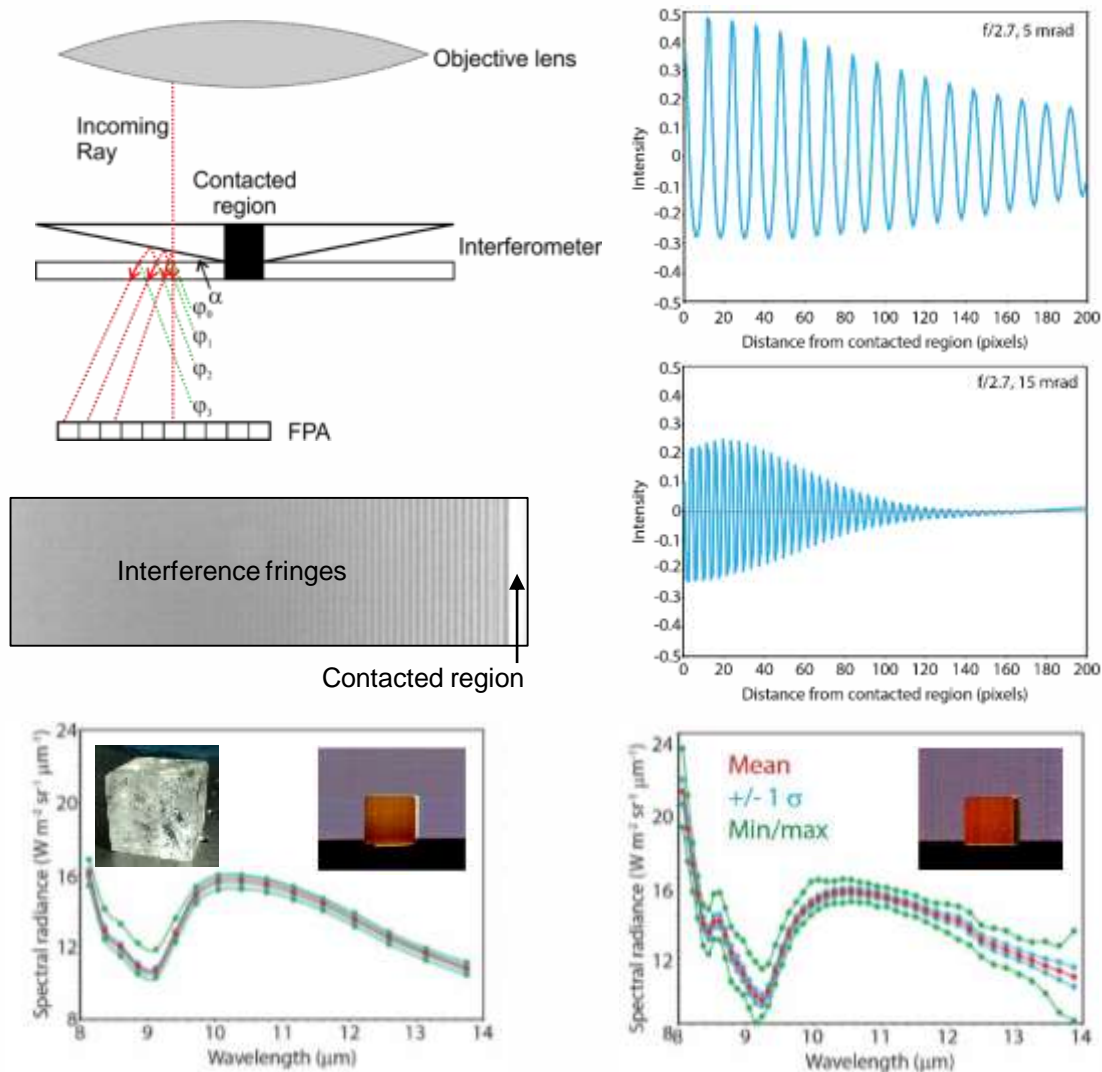 Objective lens
Incoming
Ray
Contacted
region
Interferometer
α
φ₀
φ₁
φ₂
φ₃
FPA
f/2.7, 5 mrad
0.5
0.4
0.3
0.2
0.1
0
-0.1
-0.2
-0.3
-0.4
-0.5
Intensity
0 20 40 60 80 100 120 140 160 180 200
Distance from contacted region (pixels)
Interference fringes
Contacted region
f/2.7, 15 mrad
0.5
0.4
0.3
0.2
0.1
0
-0.1
-0.2
-0.3
-0.4
-0.5
Intensity
0 20 40 60 80 100 120 140 160 180 200
Distance from contacted region (pixels)
24
20
16
12
8
Spectral radiance (W m⁻² sr⁻¹ µm⁻¹)
8 9 10 11 12 13 14
Wavelength (µm)
Mean
+/- 1 σ
Min/max
24
20
16
12
8
Spectral radiance (W m⁻² sr⁻¹ µm⁻¹)
8 9 10 11 12 13 14
Wavelength (µm)